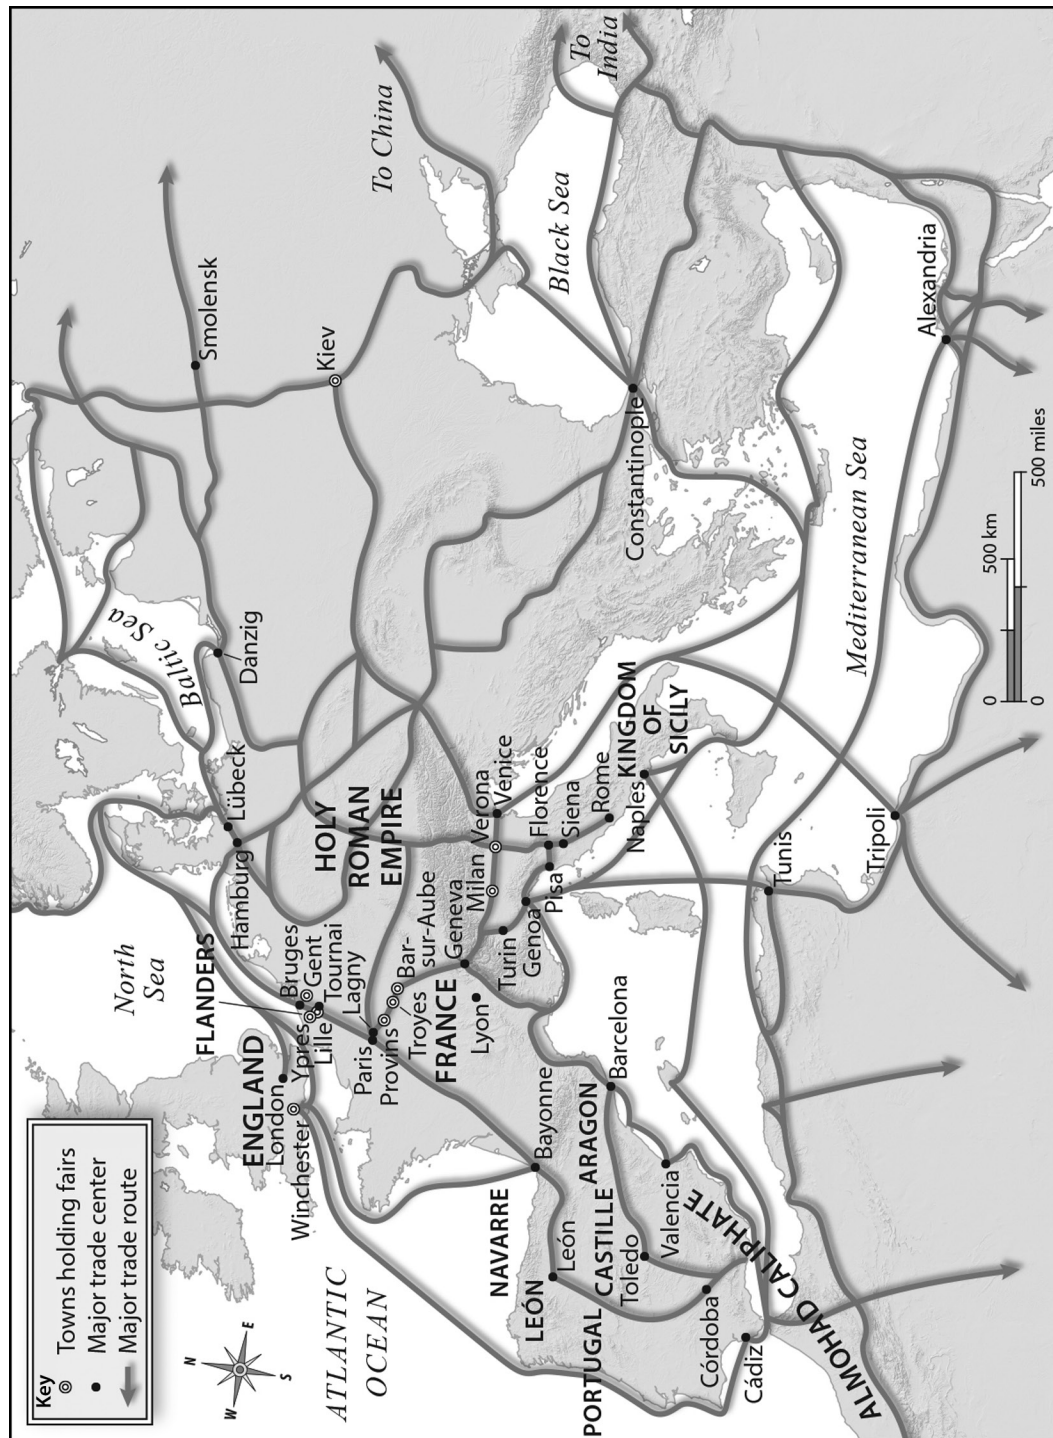 Key
Towns holding fairs
Major trade center
Major trade route
N
E
S
W
ATLANTIC
OCEAN
North
Sea
Baltic Sea
Black Sea
Mediterranean Sea
To China
To
India
ENGLAND
London
Winchester
FLANDERS
Bruges
Gent
Ypres
Tournai
Lille
Lagny
Paris
Provins
Bar-
sur-Aube
Troyes
FRANCE
Lyon
Geneva
Bayonne
Hamburg
Lübeck
Danzig
Smolensk
Kiev
HOLY
ROMAN
EMPIRE
Milan
Verona
Venice
Turin
Genoa
Pisa
Florence
Siena
Rome
Naples
KINGDOM
OF
SICILY
Constantinople
Alexandria
Tripoli
Tunis
NAVARRE
LEÓN
León
CASTILLE
ARAGON
Barcelona
Toledo
Valencia
PORTUGAL
Córdoba
Cádiz
ALMOHAD CALIPHATE
0
500 km
0
500 miles